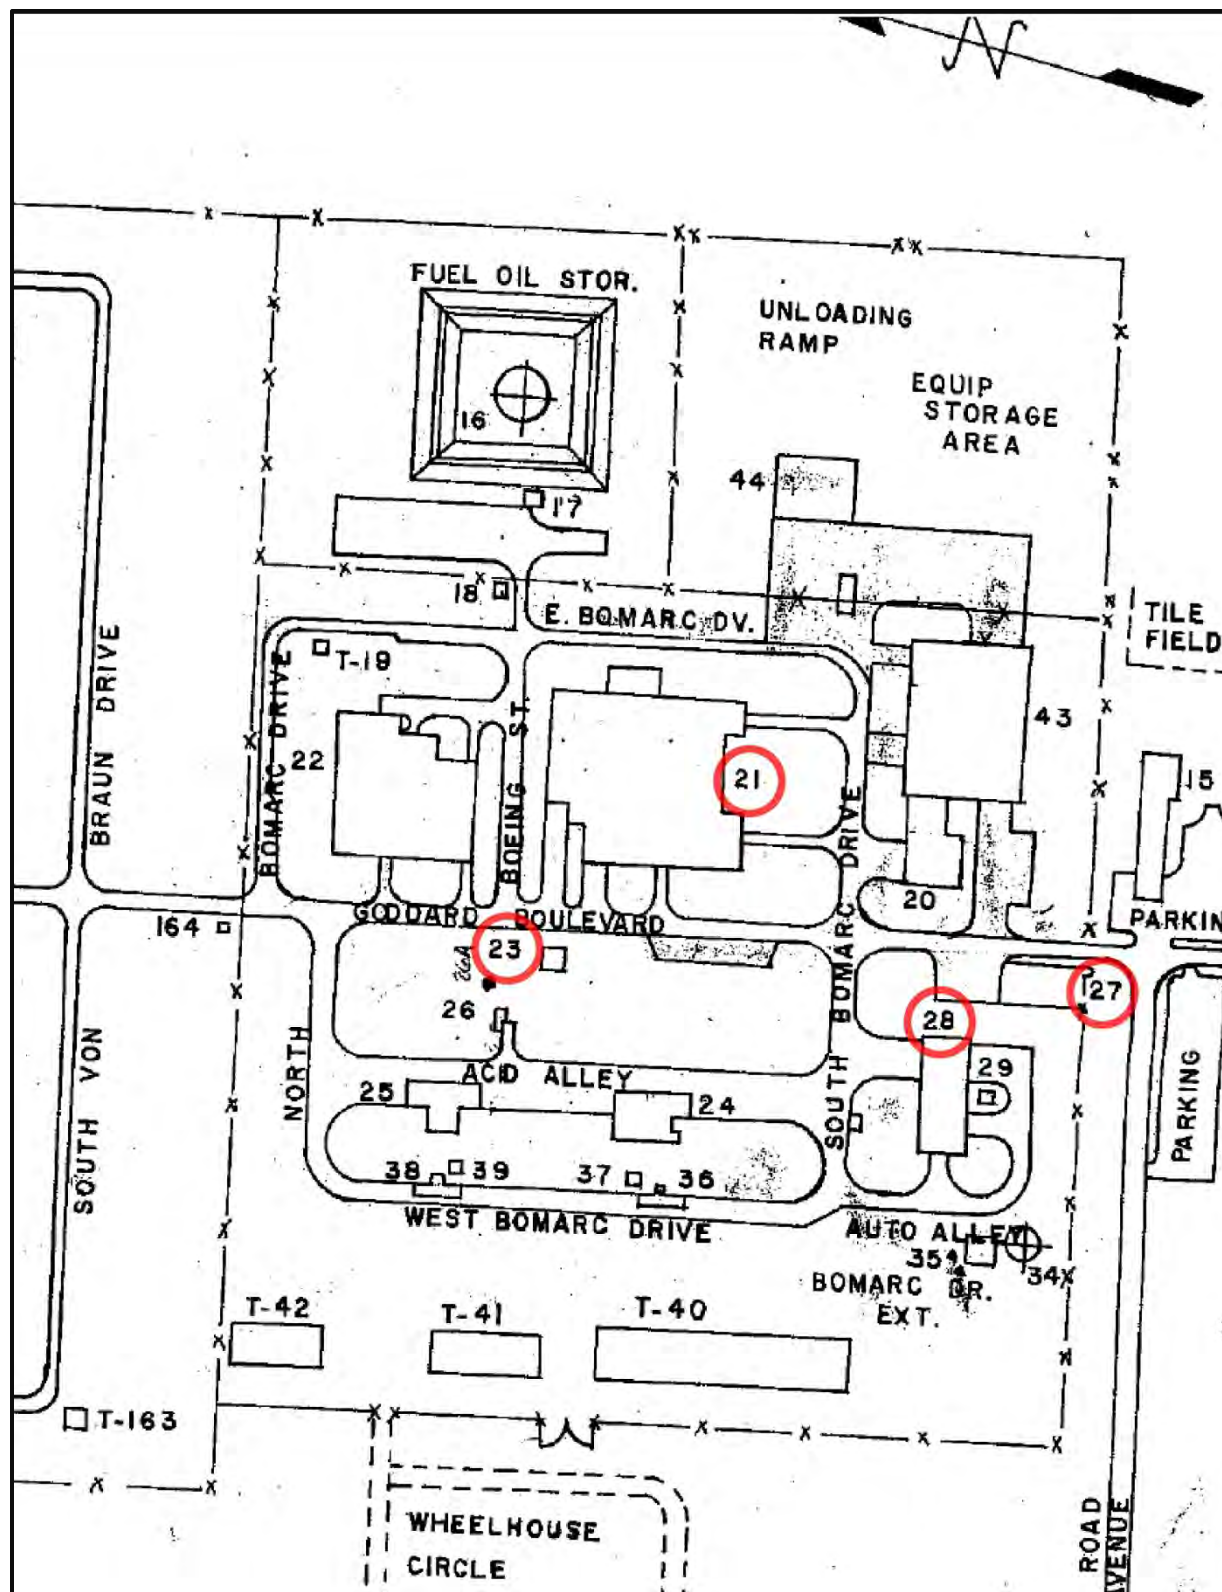 N
FUEL OIL STOR.
UNLOADING
RAMP
EQUIP
STORAGE
AREA
16
44
17
18
E. BOMARC DV.
TILE
FIELD
T-19
BRAUN DRIVE
BOMARC DRIVE
22
BOEING ST.
21
43
15
BOMARC DRIVE
20
GODDARD BOULEVARD
164
23
PARKIN
26
27
28
ACID ALLEY
29
25
24
NORTH
SOUTH
PARKING
SOUTH VON
38
39
37
36
WEST BOMARC DRIVE
AUTO ALLEY
35
34
BOMARC DR.
EXT.
T-42
T-41
T-40
T-163
WHEELHOUSE
CIRCLE
ROAD
AVENUE